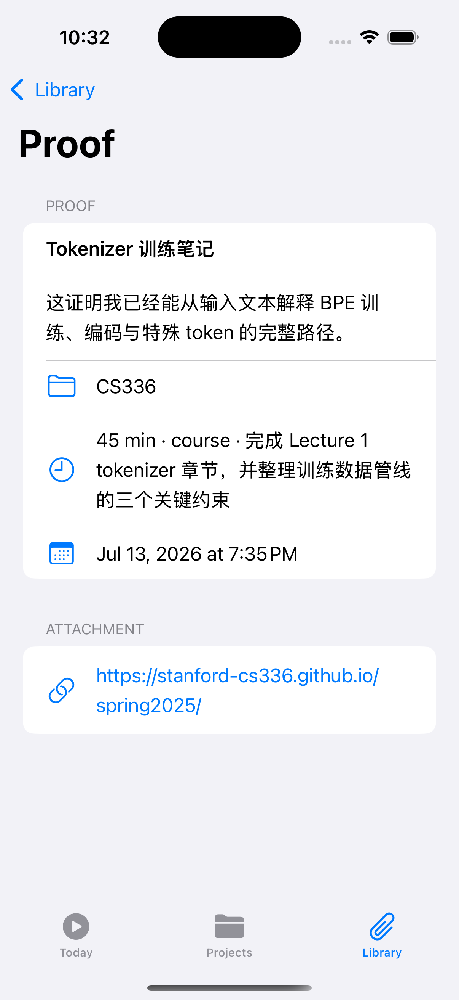 10:32
Library
Proof
PROOF
Tokenizer 训练笔记
这证明我已经能从输入文本解释 BPE 训
练、编码与特殊 token 的完整路径。
CS336
45 min · course · 完成 Lecture 1
tokenizer 章节，并整理训练数据管线
的三个关键约束
Jul 13, 2026 at 7:35 PM
ATTACHMENT
https://stanford-cs336.github.io/
spring2025/
Today
Projects
Library